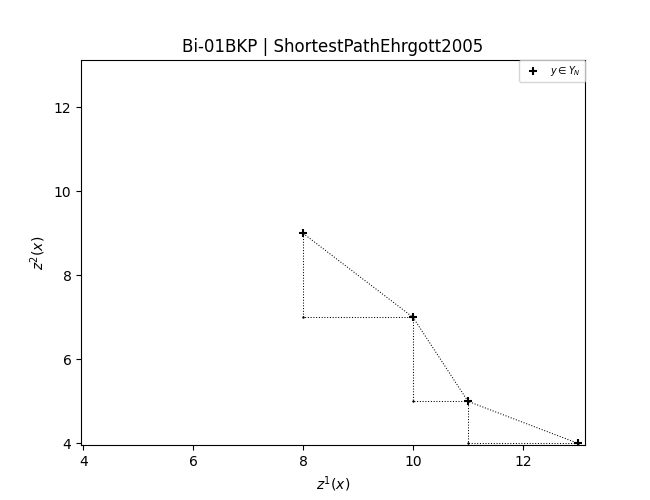 Bi-01BKP | ShortestPathEhrgott2005
y ∈ Y_N
12
10
8
6
4
z²(x)
4 6 8 10 12
z¹(x)